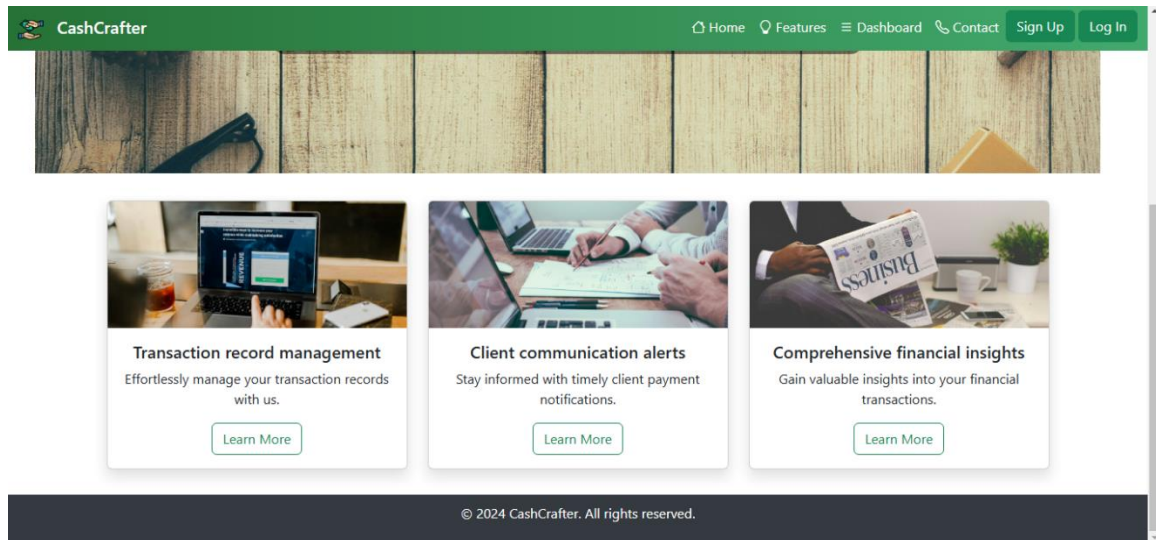 CashCrafter
Home
Features
Dashboard
Contact
Sign Up
Log In
REVENUE
Business
Transaction record management
Effortlessly manage your transaction records
with us.
Learn More
Client communication alerts
Stay informed with timely client payment
notifications.
Learn More
Comprehensive financial insights
Gain valuable insights into your financial
transactions.
Learn More
© 2024 CashCrafter. All rights reserved.